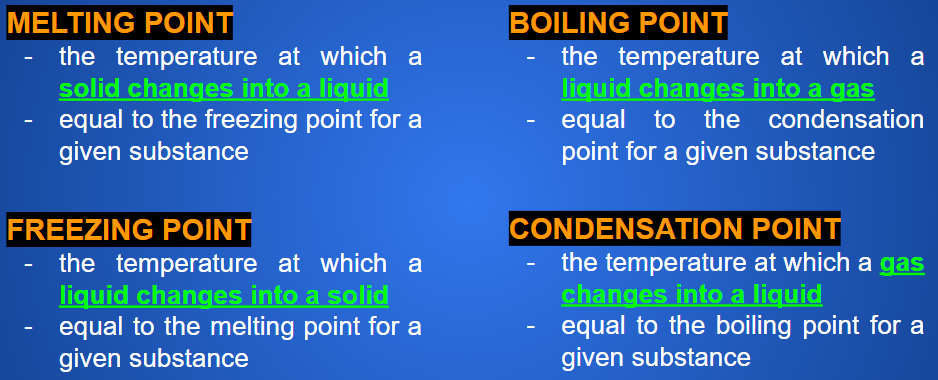 MELTING POINT
- the temperature at which a
solid changes into a liquid
- equal to the freezing point for a
given substance
BOILING POINT
- the temperature at which a
liquid changes into a gas
- equal to the condensation
point for a given substance
FREEZING POINT
- the temperature at which a
liquid changes into a solid
- equal to the melting point for a
given substance
CONDENSATION POINT
- the temperature at which a gas
changes into a liquid
- equal to the boiling point for a
given substance